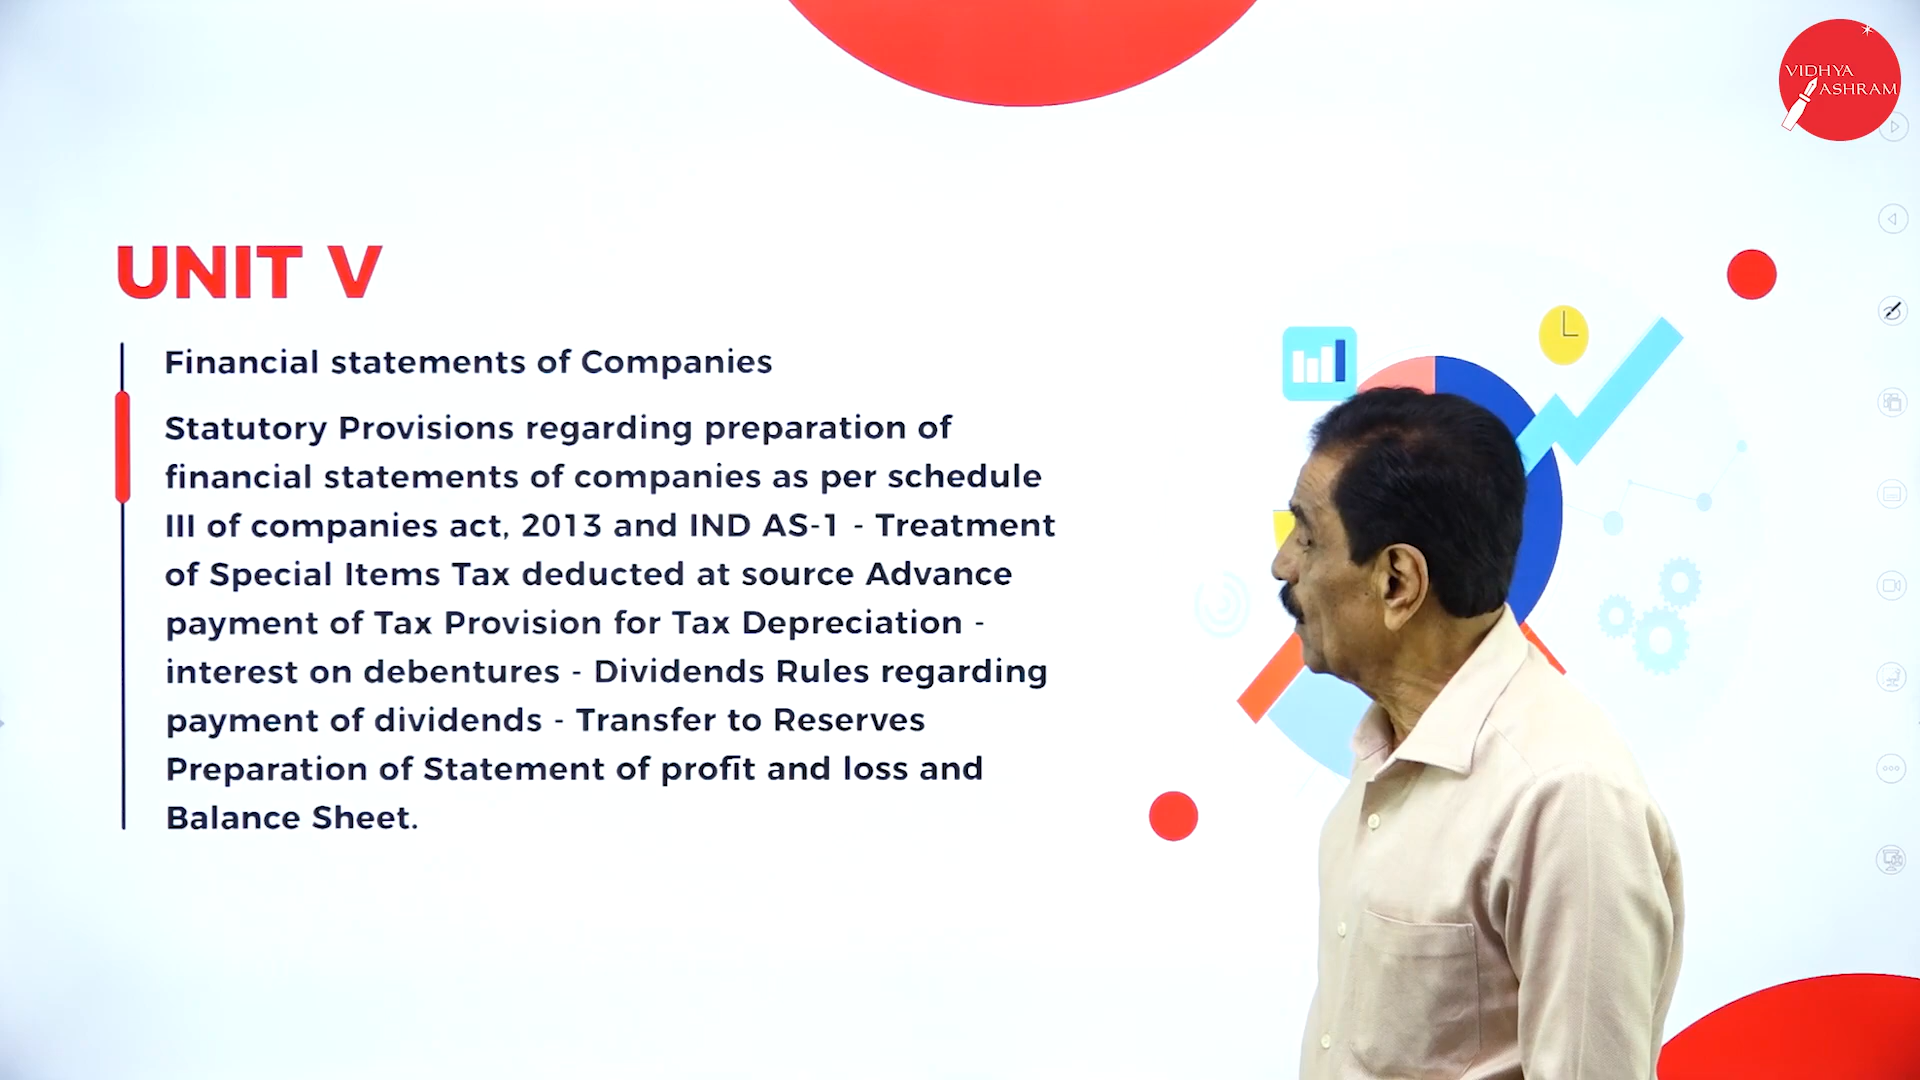 VIDHYA
ASHRAM
UNIT V
Financial statements of Companies
Statutory Provisions regarding preparation of
financial statements of companies as per schedule
III of companies act, 2013 and IND AS-1 - Treatment
of Special Items Tax deducted at source Advance
payment of Tax Provision for Tax Depreciation -
interest on debentures - Dividends Rules regarding
payment of dividends - Transfer to Reserves
Preparation of Statement of profit and loss and
Balance Sheet.